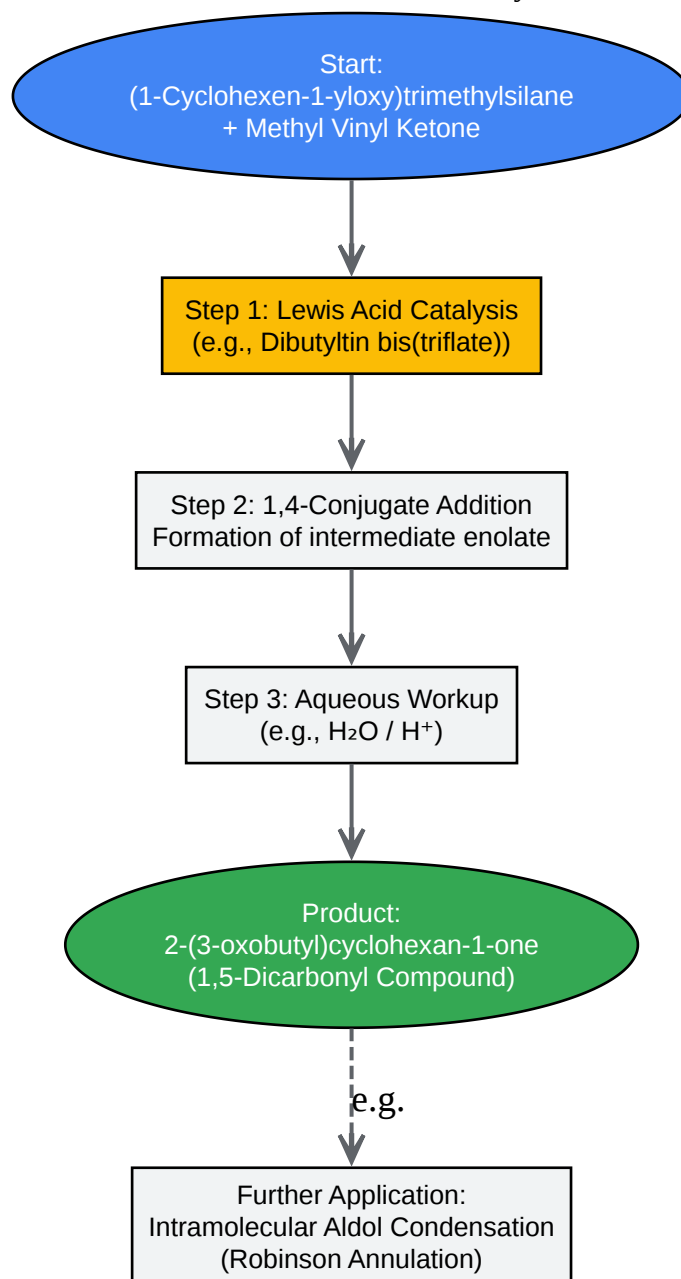 Start:
(1-Cyclohexen-1-yloxy)trimethylsilane
+ Methyl Vinyl Ketone
Step 1: Lewis Acid Catalysis
(e.g., Dibutyltin bis(triflate))
Step 2: 1,4-Conjugate Addition
Formation of intermediate enolate
Step 3: Aqueous Workup
(e.g., H₂O / H⁺)
Product:
2-(3-oxobutyl)cyclohexan-1-one
(1,5-Dicarbonyl Compound)
e.g.
Further Application:
Intramolecular Aldol Condensation
(Robinson Annulation)